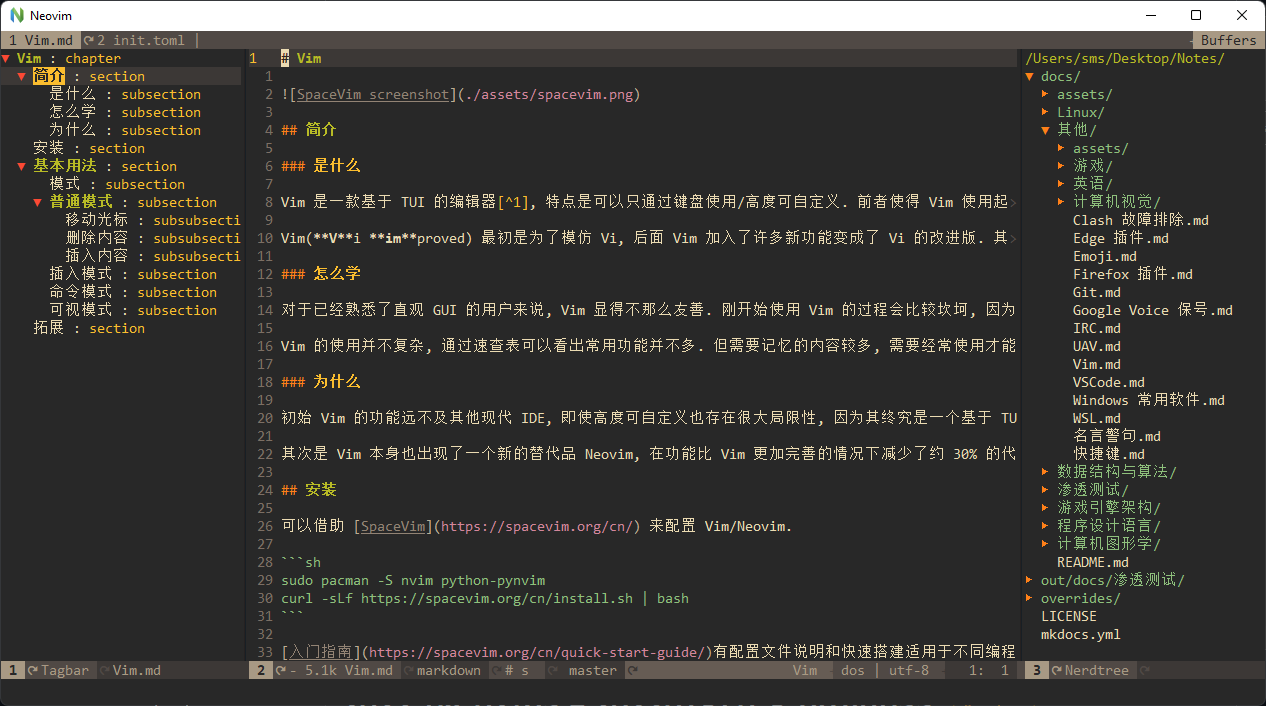 Neovim
1 Vim.md 2 init.toml Buffers
▼ Vim : chapter
▼ 简介 : section
是什么 : subsection
怎么学 : subsection
为什么 : subsection
安装 : section
▼ 基本用法 : section
模式 : subsection
▼ 普通模式 : subsection
移动光标 : subsubsecti
删除内容 : subsubsecti
插入内容 : subsubsecti
插入模式 : subsection
命令模式 : subsection
可视模式 : subsection
拓展 : section
1 # Vim
1
2 ![SpaceVim screenshot](./assets/spacevim.png)
3
4 ## 简介
5
6 ### 是什么
7
8 Vim 是一款基于 TUI 的编辑器[^1], 特点是可以只通过键盘使用/高度可自定义. 前者使得 Vim 使用起›
9
10 Vim(**V**i **im**proved) 最初是为了模仿 Vi, 后面 Vim 加入了许多新功能变成了 Vi 的改进版. 其›
11
12 ### 怎么学
13
14 对于已经熟悉了直观 GUI 的用户来说, Vim 显得不那么友善. 刚开始使用 Vim 的过程会比较坎坷, 因为
15
16 Vim 的使用并不复杂, 通过速查表可以看出常用功能并不多. 但需要记忆的内容较多, 需要经常使用才能
17
18 ### 为什么
19
20 初始 Vim 的功能远不及其他现代 IDE, 即使高度可自定义也存在很大局限性, 因为其终究是一个基于 TU
21
22 其次是 Vim 本身也出现了一个新的替代品 Neovim, 在功能比 Vim 更加完善的情况下减少了约 30% 的代
23
24 ## 安装
25
26 可以借助 [SpaceVim](https://spacevim.org/cn/) 来配置 Vim/Neovim.
27
28 ```sh
29 sudo pacman -S nvim python-pynvim
30 curl -sLf https://spacevim.org/cn/install.sh | bash
31 ```
32
33 [入门指南](https://spacevim.org/cn/quick-start-guide/)有配置文件说明和快速搭建适用于不同编程
/Users/sms/Desktop/Notes/
▼ docs/
▸ assets/
▸ Linux/
▼ 其他/
▸ assets/
▸ 游戏/
▸ 英语/
▸ 计算机视觉/
Clash 故障排除.md
Edge 插件.md
Emoji.md
Firefox 插件.md
Git.md
Google Voice 保号.md
IRC.md
UAV.md
Vim.md
VSCode.md
Windows 常用软件.md
WSL.md
名言警句.md
快捷键.md
▸ 数据结构与算法/
▸ 渗透测试/
▸ 游戏引擎架构/
▸ 程序设计语言/
▸ 计算机图形学/
README.md
▸ out/docs/渗透测试/
▸ overrides/
LICENSE
mkdocs.yml
1 Tagbar Vim.md
2 - 5.1k Vim.md markdown # s master Vim dos | utf-8 1: 1
3 Nerdtree